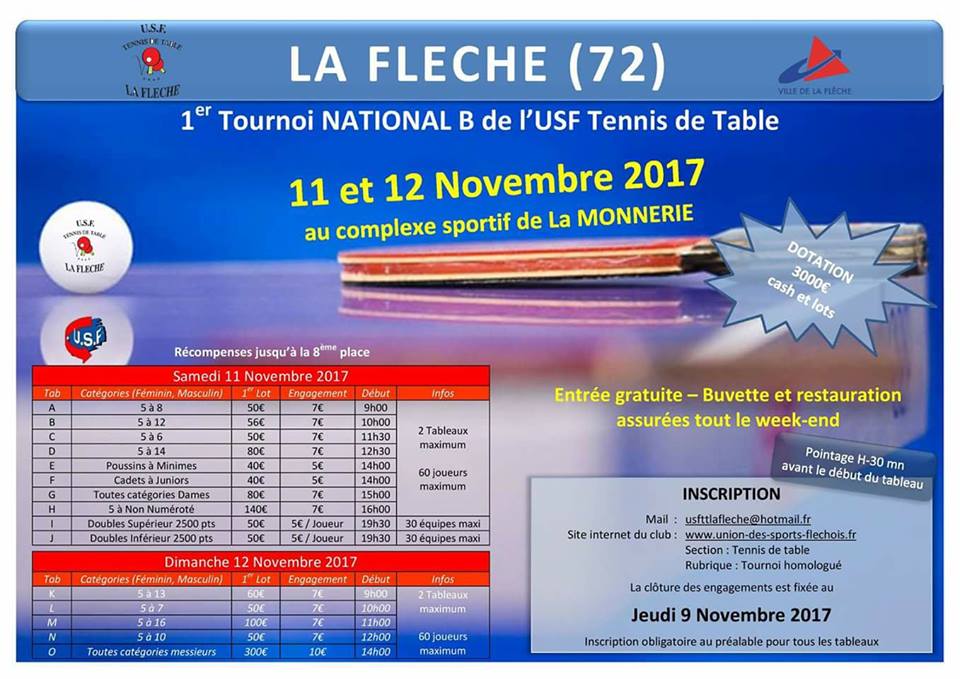 U.S.F.
TENNIS DE TABLE
LA FLECHE
LA FLECHE (72)
VILLE DE LA FLÈCHE
1er Tournoi NATIONAL B de l'USF Tennis de Table
11 et 12 Novembre 2017
au complexe sportif de La MONNERIE
U.S.F.
TENNIS DE TABLE
LA FLECHE
DOTATION
3000€
cash et lots
U.S.F
Récompenses jusqu'à la 8ème place
Samedi 11 Novembre 2017
Tab Catégories (Féminin, Masculin) 1er Lot Engagement Début Infos
A 5 à 8 50€ 7€ 9h00
B 5 à 12 56€ 7€ 10h00
C 5 à 6 50€ 7€ 11h30
D 5 à 14 80€ 7€ 12h30
E Poussins à Minimes 40€ 5€ 14h00
F Cadets à Juniors 40€ 5€ 14h00
G Toutes catégories Dames 80€ 7€ 15h00
H 5 à Non Numéroté 140€ 7€ 16h00
2 Tableaux
maximum
60 joueurs
maximum
I Doubles Supérieur 2500 pts 50€ 5€ / Joueur 19h30 30 équipes maxi
J Doubles Inférieur 2500 pts 50€ 5€ / Joueur 19h30 30 équipes maxi
Dimanche 12 Novembre 2017
Tab Catégories (Féminin, Masculin) 1er Lot Engagement Début Infos
K 5 à 13 60€ 7€ 9h00
L 5 à 7 50€ 7€ 10h00
M 5 à 16 100€ 7€ 11h00
N 5 à 10 50€ 7€ 12h00
O Toutes catégories messieurs 300€ 10€ 14h00
2 Tableaux
maximum
60 joueurs
maximum
Entrée gratuite – Buvette et restauration
assurées tout le week-end
Pointage H-30 mn
avant le début du tableau
INSCRIPTION
Mail : usfttlafleche@hotmail.fr
Site internet du club : www.union-des-sports-flechois.fr
Section : Tennis de table
Rubrique : Tournoi homologué
La clôture des engagements est fixée au
Jeudi 9 Novembre 2017
Inscription obligatoire au préalable pour tous les tableaux